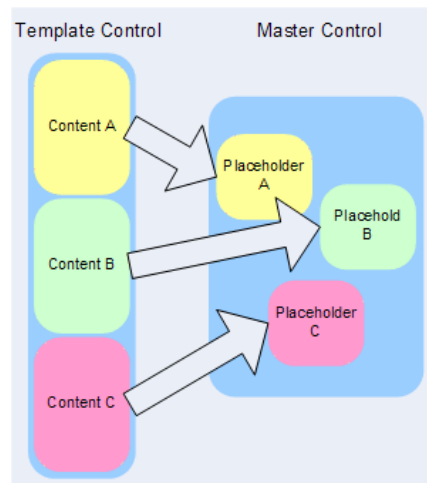 Template Control
Master Control
Content A
Placeholder
A
Placehold
B
Content B
Placeholder
C
Content C